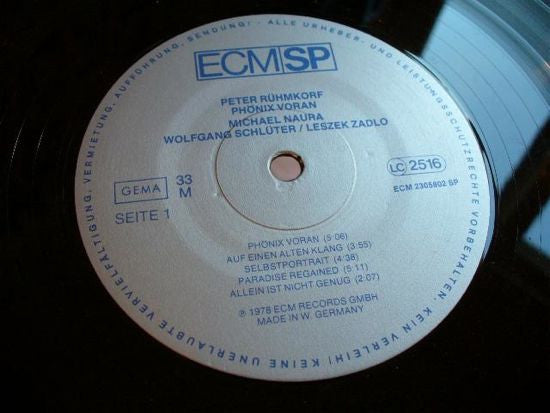 ECM SP
PETER RÜHMKORF
PHÖNIX VORAN
MICHAEL NAURA
WOLFGANG SCHLÜTER / LESZEK ZADLO
GEMA
33
M
SEITE 1
LC 2516
ECM 2305802 SP
PHÖNIX VORAN (5:06)
AUF EINEN ALTEN KLANG (3:55)
SELBSTPORTRAIT (4:38)
PARADISE REGAINED (5:11)
ALLEIN IST NICHT GENUG (2:07)
℗ 1978 ECM RECORDS GMBH
MADE IN W. GERMANY
ALLE URHEBER- UND LEISTUNGSSCHUTZRECHTE VORBEHALTEN. KEIN VERLEIH! KEINE UNERLAUBTE VERVIELFÄLTIGUNG, VERMIETUNG, AUFFÜHRUNG, SENDUNG!